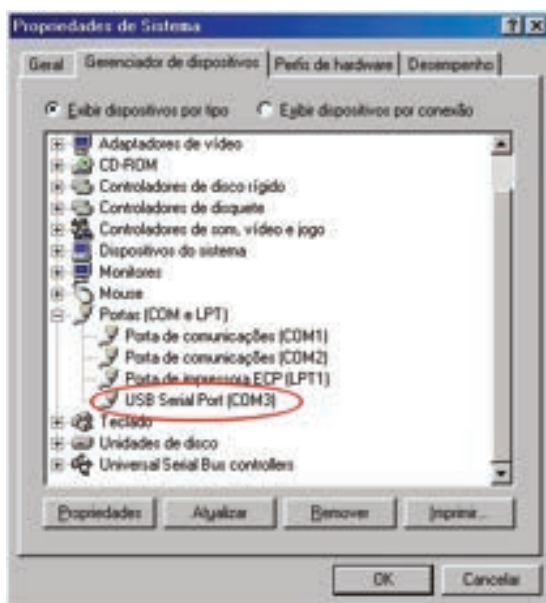 Propriedades de Sistema
Geral Gerenciador de dispositivos Perfis de hardware Desempenho
Exibir dispositivos por tipo Exibir dispositivos por conexão
Adaptadores de vídeo
CD-ROM
Controladores de disco rígido
Controladores de disquete
Controladores de som, vídeo e jogo
Dispositivos do sistema
Monitores
Mouse
Portas (COM e LPT)
Porta de comunicações (COM1)
Porta de comunicações (COM2)
Porta de impressora ECP (LPT1)
USB Serial Port (COM3)
Teclado
Unidades de disco
Universal Serial Bus controllers
Propriedades Atualizar Remover Imprimir...
OK Cancelar